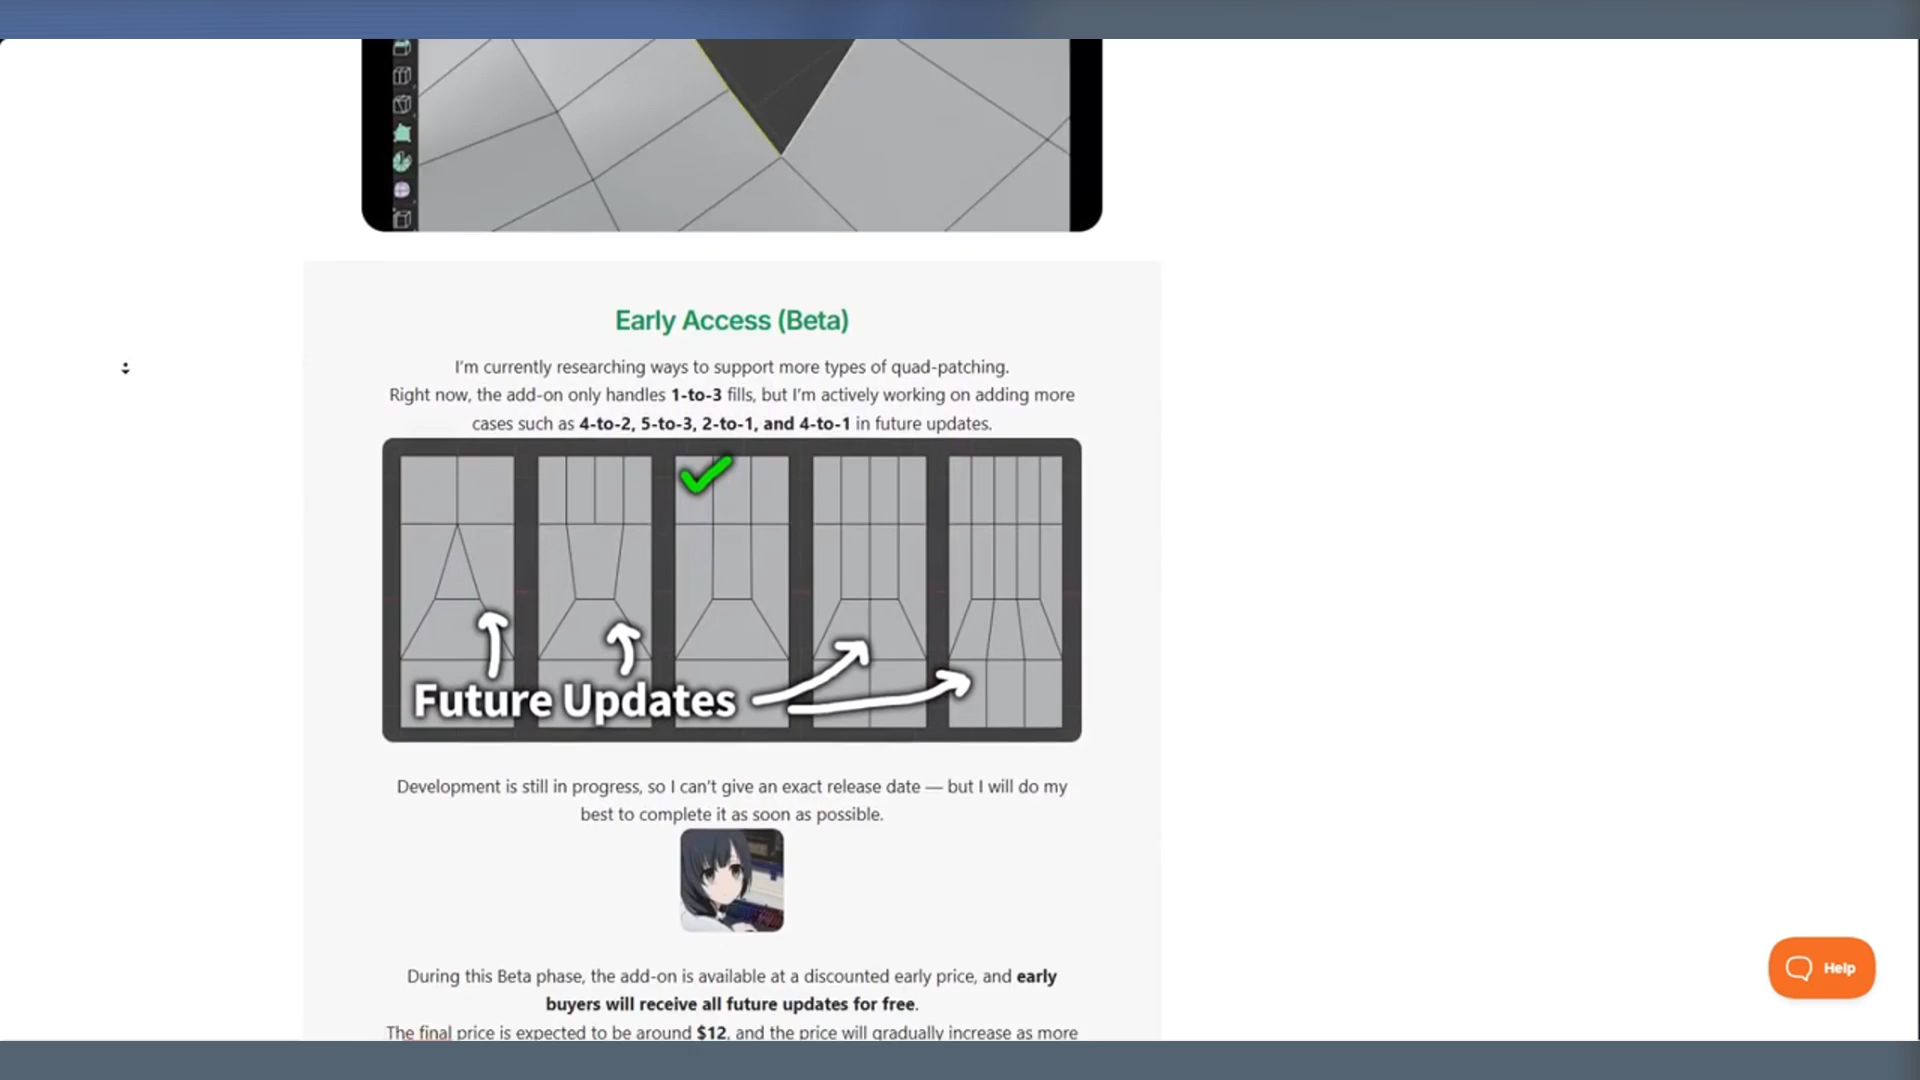 Early Access (Beta)
I'm currently researching ways to support more types of quad-patching.
Right now, the add-on only handles 1-to-3 fills, but I'm actively working on adding more
cases such as 4-to-2, 5-to-3, 2-to-1, and 4-to-1 in future updates.
Future Updates
Development is still in progress, so I can't give an exact release date — but I will do my
best to complete it as soon as possible.
During this Beta phase, the add-on is available at a discounted early price, and early
buyers will receive all future updates for free.
The final price is expected to be around $12, and the price will gradually increase as more
Help